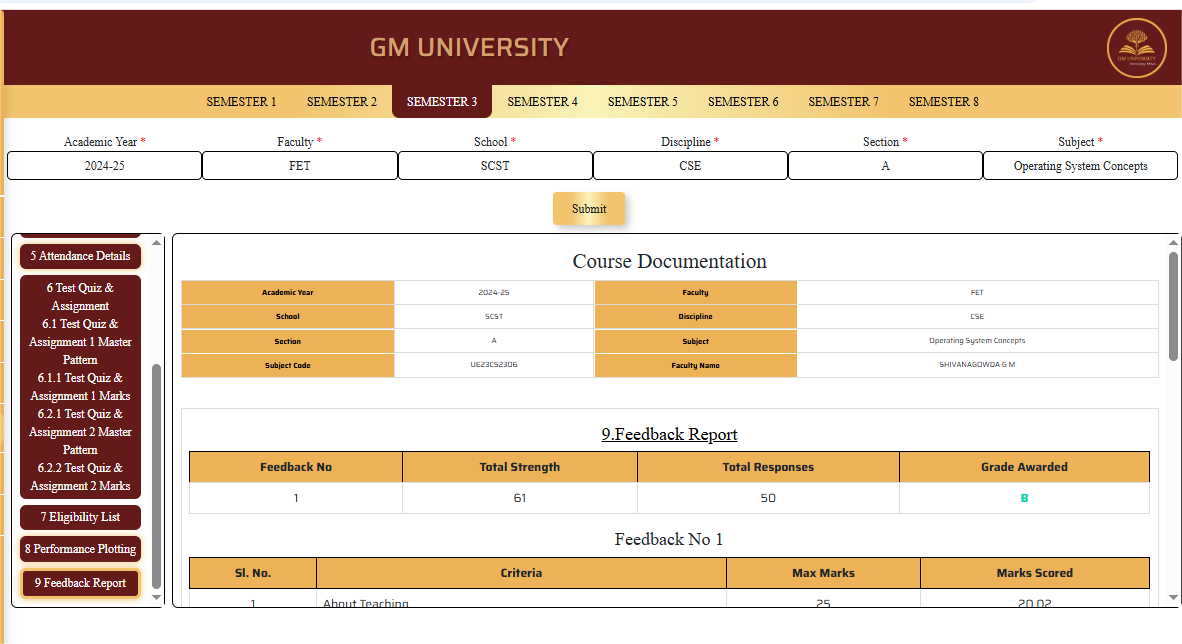 GM UNIVERSITY
GM UNIVERSITY
SEMESTER 1 SEMESTER 2 SEMESTER 3 SEMESTER 4 SEMESTER 5 SEMESTER 6 SEMESTER 7 SEMESTER 8
Academic Year * Faculty * School * Discipline * Section * Subject *
2024-25 FET SCST CSE A Operating System Concepts
Submit
5 Attendance Details
6 Test Quiz &
Assignment
6.1 Test Quiz &
Assignment 1 Master
Pattern
6.1.1 Test Quiz &
Assignment 1 Marks
6.2.1 Test Quiz &
Assignment 2 Master
Pattern
6.2.2 Test Quiz &
Assignment 2 Marks
7 Eligibility List
8 Performance Plotting
9 Feedback Report
Course Documentation
Academic Year 2024-25 Faculty FET
School SCST Discipline CSE
Section A Subject Operating System Concepts
Subject Code UE23CS2306 Faculty Name SHIVANAGOWDA G M
9.Feedback Report
Feedback No Total Strength Total Responses Grade Awarded
1 61 50 B
Feedback No 1
Sl. No. Criteria Max Marks Marks Scored
1 About Teaching 25 20.02